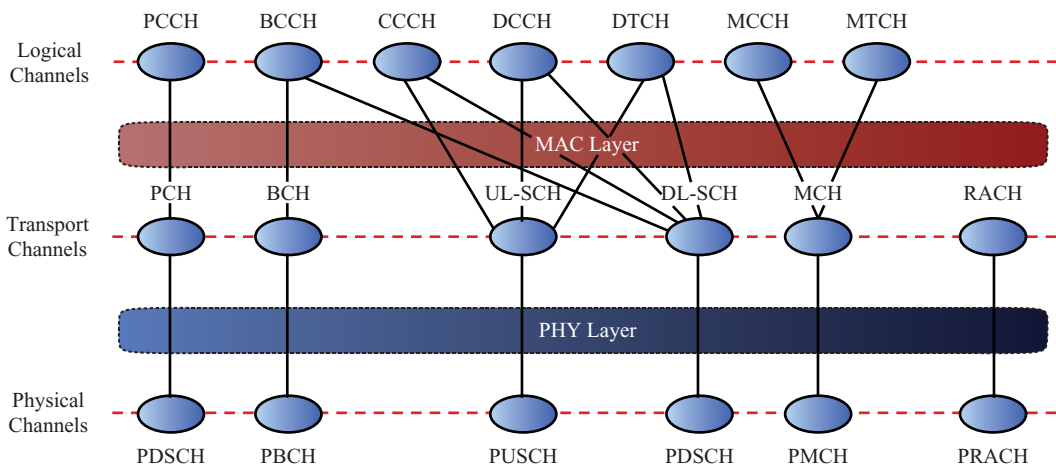 PCCH BCCH CCCH DCCH DTCH MCCH MTCH
Logical
Channels
MAC Layer
PCH BCH UL-SCH DL-SCH MCH RACH
Transport
Channels
PHY Layer
Physical
Channels
PDSCH PBCH PUSCH PDSCH PMCH PRACH